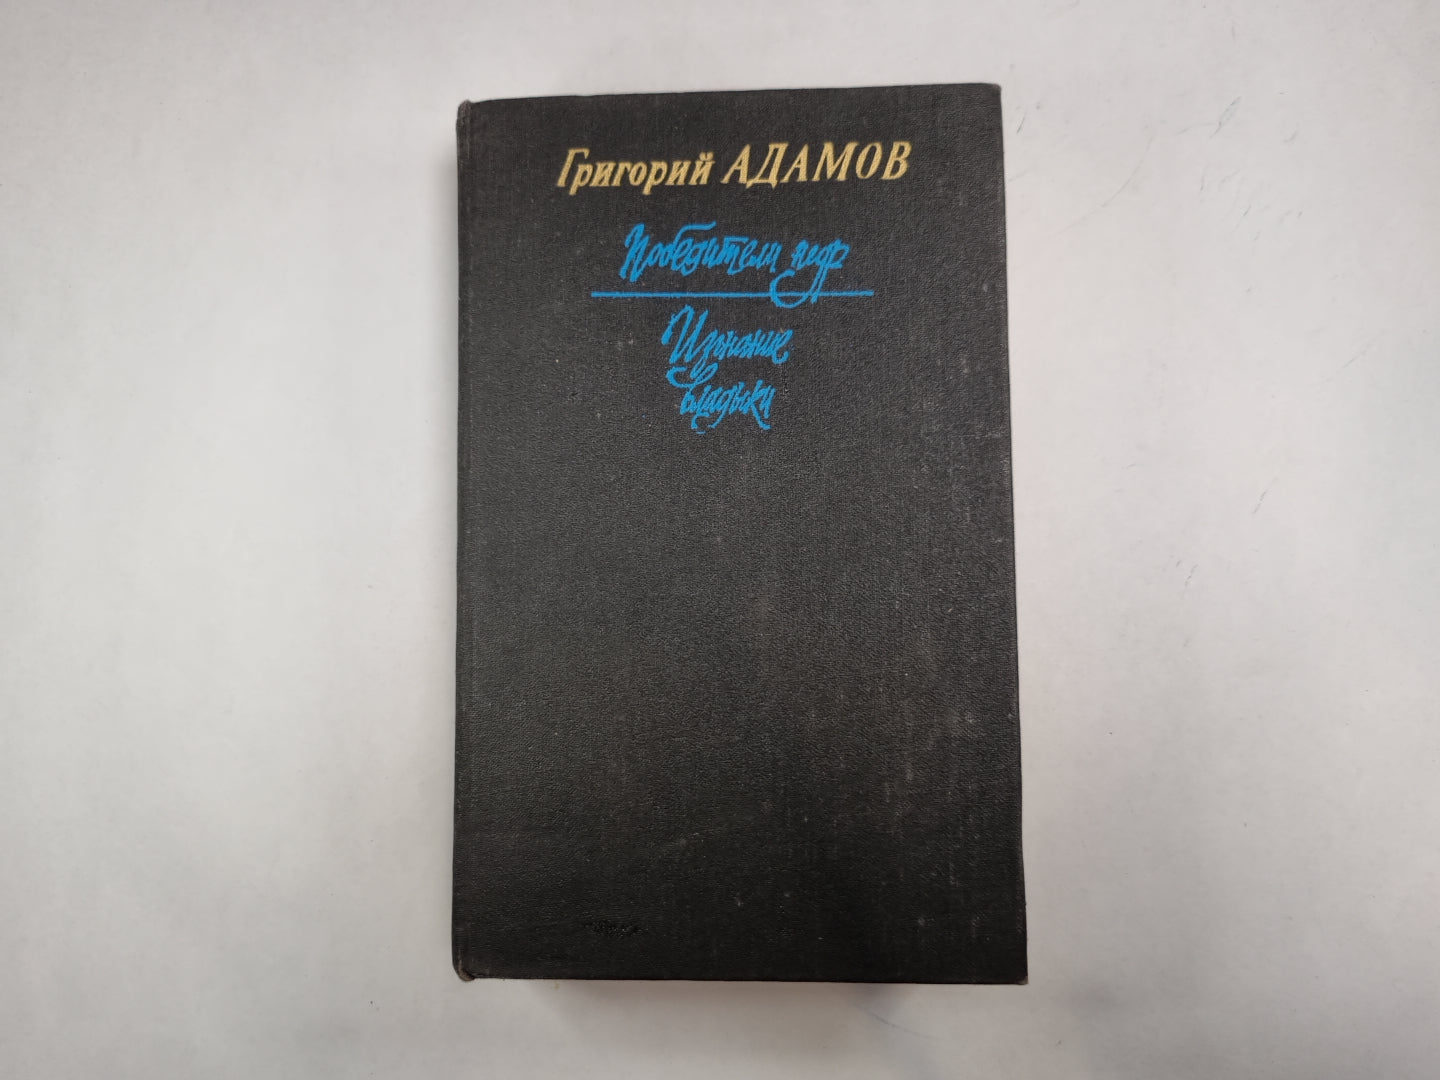 Григорий АДАМОВ
Победители недр
Изгнание
владыки